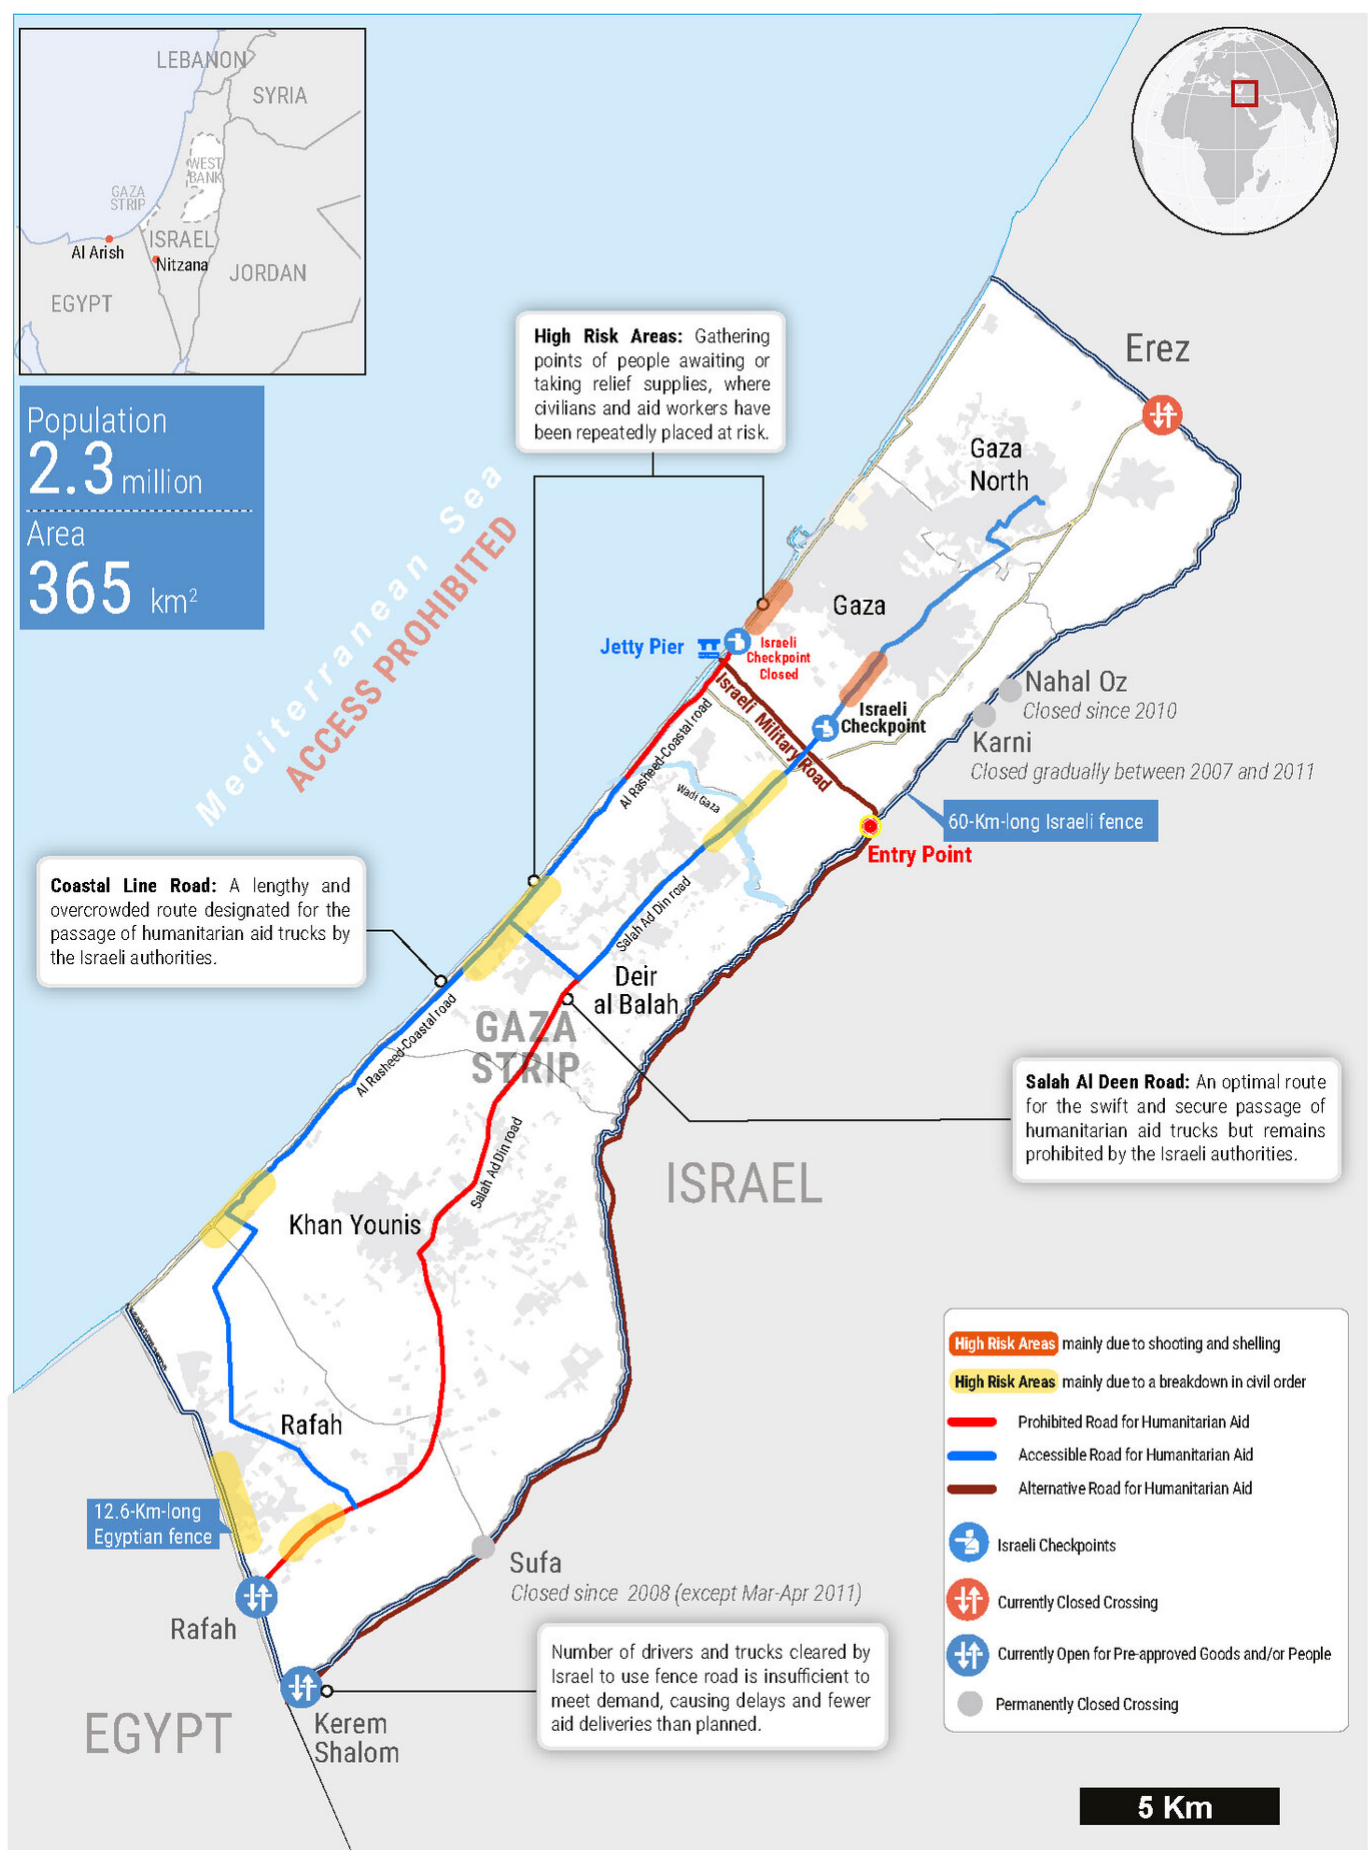 LEBANON
SYRIA
WEST
BANK
GAZA
STRIP
ISRAEL
Al Arish
Nitzana
JORDAN
EGYPT
Population
2.3 million
Area
365 km²
High Risk Areas: Gathering
points of people awaiting or
taking relief supplies, where
civilians and aid workers have
been repeatedly placed at risk.
Mediterranean Sea
ACCESS PROHIBITED
Erez
Gaza
North
Gaza
Jetty Pier
Israeli
Checkpoint
Closed
Israeli Military Road
Israeli
Checkpoint
Nahal Oz
Closed since 2010
Karni
Closed gradually between 2007 and 2011
60-Km-long Israeli fence
Entry Point
Al Rasheed-Coastal road
Wadi Gaza
Salah Ad Din road
Coastal Line Road: A lengthy and
overcrowded route designated for the
passage of humanitarian aid trucks by
the Israeli authorities.
Deir
al Balah
Al Rasheed-Coastal road
GAZA
STRIP
Salah Ad Din road
Salah Al Deen Road: An optimal route
for the swift and secure passage of
humanitarian aid trucks but remains
prohibited by the Israeli authorities.
ISRAEL
Khan Younis
Rafah
12.6-Km-long
Egyptian fence
Sufa
Closed since 2008 (except Mar-Apr 2011)
Rafah
Number of drivers and trucks cleared by
Israel to use fence road is insufficient to
meet demand, causing delays and fewer
aid deliveries than planned.
EGYPT
Kerem
Shalom
High Risk Areas mainly due to shooting and shelling
High Risk Areas mainly due to a breakdown in civil order
Prohibited Road for Humanitarian Aid
Accessible Road for Humanitarian Aid
Alternative Road for Humanitarian Aid
Israeli Checkpoints
Currently Closed Crossing
Currently Open for Pre-approved Goods and/or People
Permanently Closed Crossing
5 Km